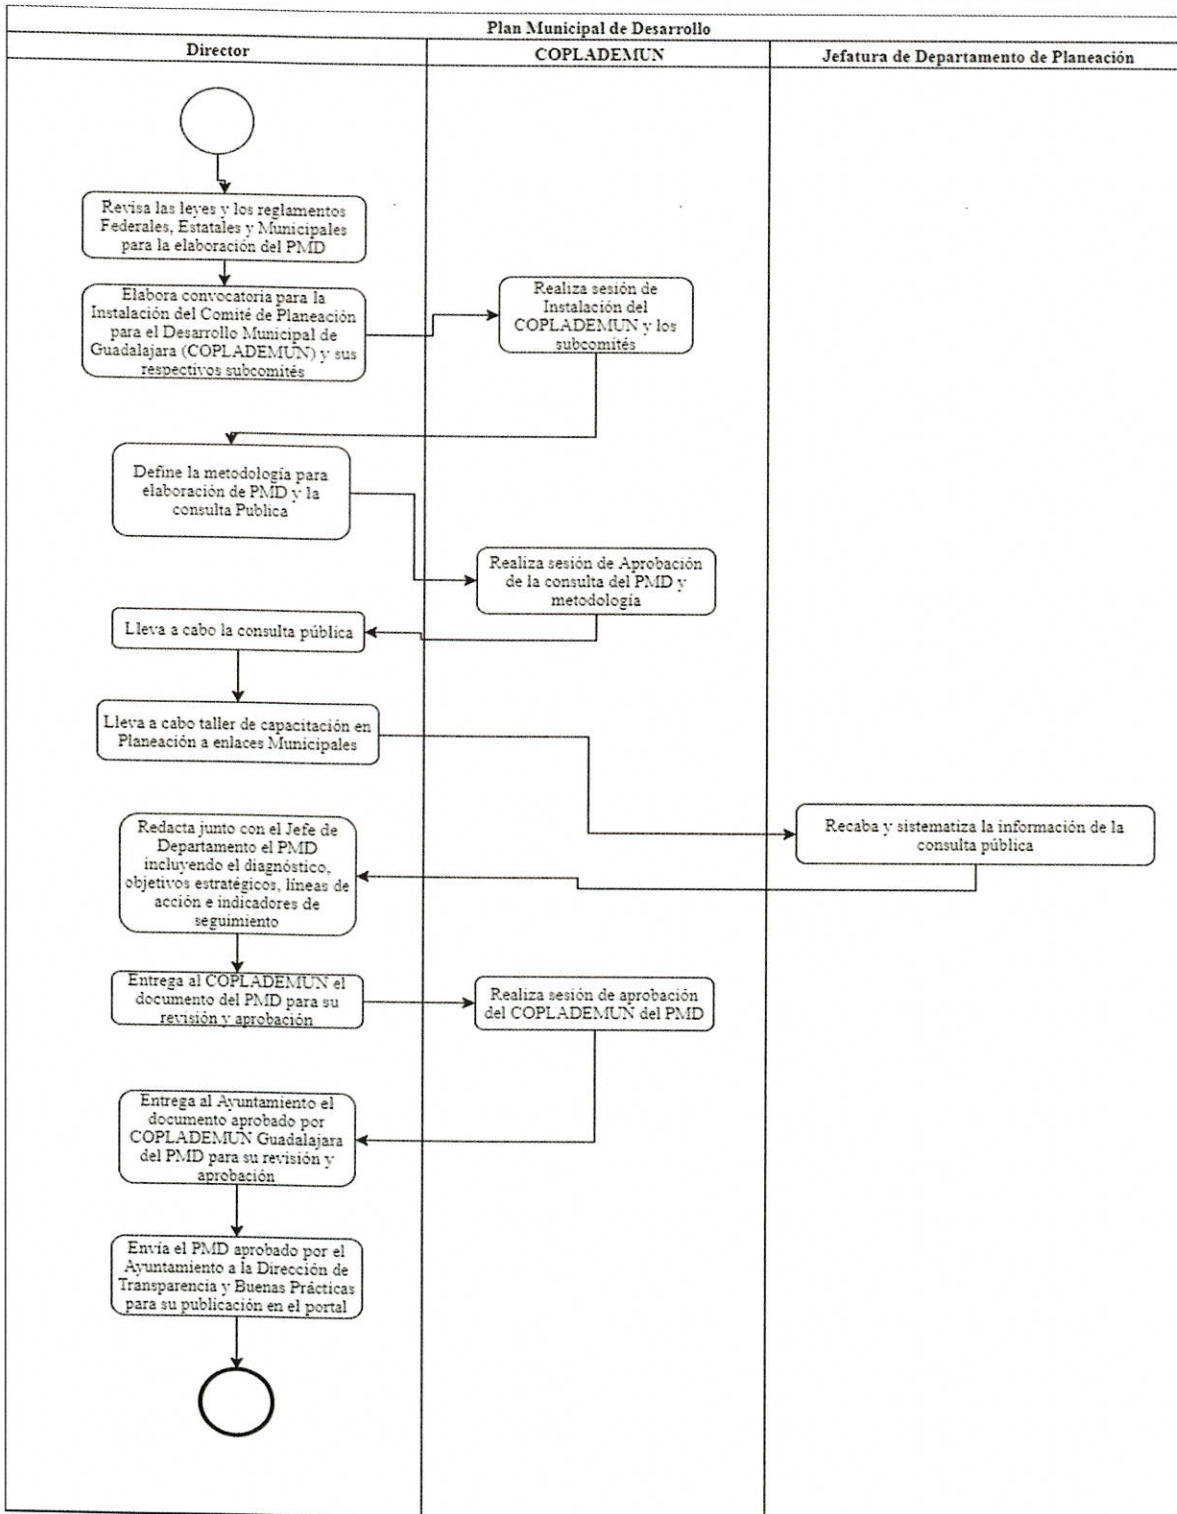 Plan Municipal de Desarrollo
Director
COPLADEMUN
Jefatura de Departamento de Planeación
Revisa las leyes y los reglamentos
Federales, Estatales y Municipales
para la elaboración del PMD
Elabora convocatoria para la
Instalación del Comité de Planeación
para el Desarrollo Municipal de
Guadalajara (COPLADEMUN) y sus
respectivos subcomités
Realiza sesión de
Instalación del
COPLADEMUN y los
subcomités
Define la metodología para
elaboración de PMD y la
consulta Publica
Realiza sesión de Aprobación
de la consulta del PMD y
metodología
Lleva a cabo la consulta pública
Lleva a cabo taller de capacitación en
Planeación a enlaces Municipales
Recaba y sistematiza la información de la
consulta pública
Redacta junto con el Jefe de
Departamento el PMD
incluyendo el diagnóstico,
objetivos estratégicos, líneas de
acción e indicadores de
seguimiento
Entrega al COPLADEMUN el
documento del PMD para su
revisión y aprobación
Realiza sesión de aprobación
del COPLADEMUN del PMD
Entrega al Ayuntamiento el
documento aprobado por
COPLADEMUN Guadalajara
del PMD para su revisión y
aprobación
Envía el PMD aprobado por el
Ayuntamiento a la Dirección de
Transparencia y Buenas Prácticas
para su publicación en el portal